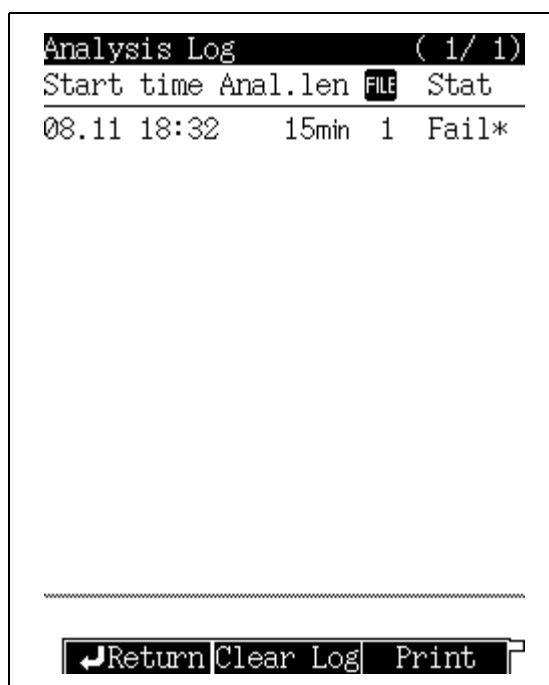 Analysis Log ( 1/ 1)
Start time Anal.len FILE Stat
08.11 18:32 15min 1 Fail*
Return Clear Log Print